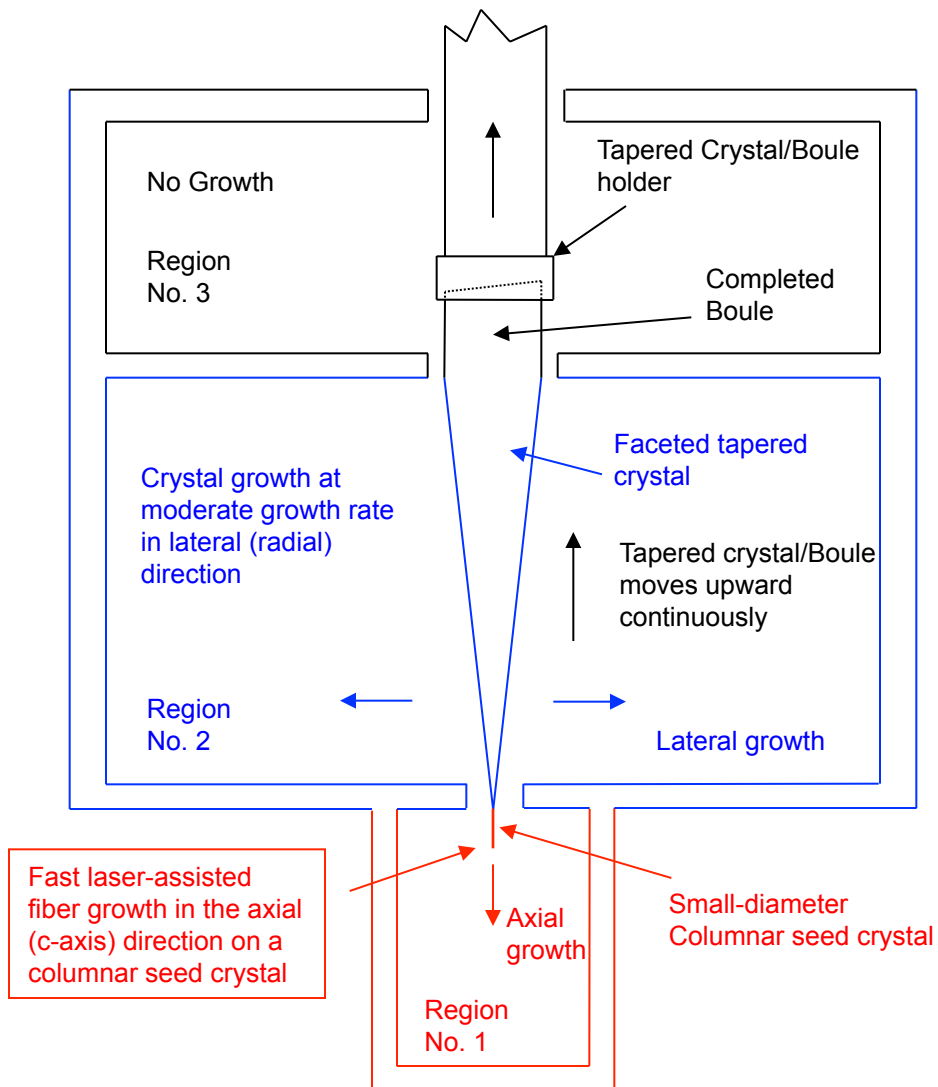 No Growth
Region
No. 3
Tapered Crystal/Boule
holder
Completed
Boule
Crystal growth at
moderate growth rate
in lateral (radial)
direction
Faceted tapered
crystal
Tapered crystal/Boule
moves upward
continuously
Region
No. 2
Lateral growth
Fast laser-assisted
fiber growth in the axial
(c-axis) direction on a
columnar seed crystal
Axial
growth
Small-diameter
Columnar seed crystal
Region
No. 1